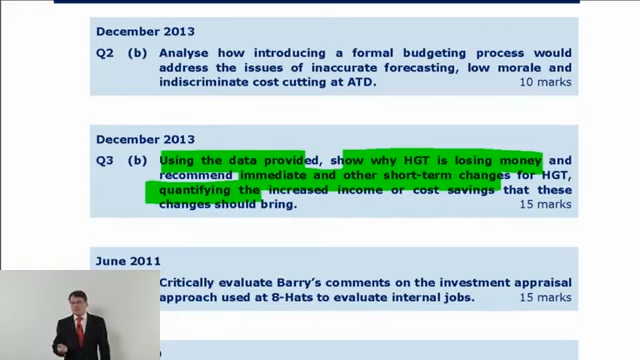 December 2013
Q2 (b) Analyse how introducing a formal budgeting process would
address the issues of inaccurate forecasting, low morale and
indiscriminate cost cutting at ATD. 10 marks
December 2013
Q3 (b) Using the data provided, show why HGT is losing money and
recommend immediate and other short-term changes for HGT,
quantifying the increased income or cost savings that these
changes should bring. 15 marks
June 2011
Critically evaluate Barry's comments on the investment appraisal
approach used at 8-Hats to evaluate internal jobs. 15 marks